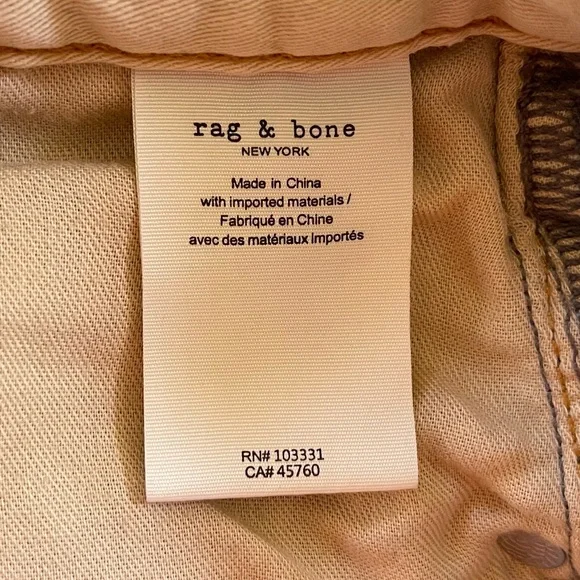 rag & bone
NEW YORK
Made in China
with imported materials /
Fabriqué en Chine
avec des matériaux importés
RN# 103331
CA# 45760